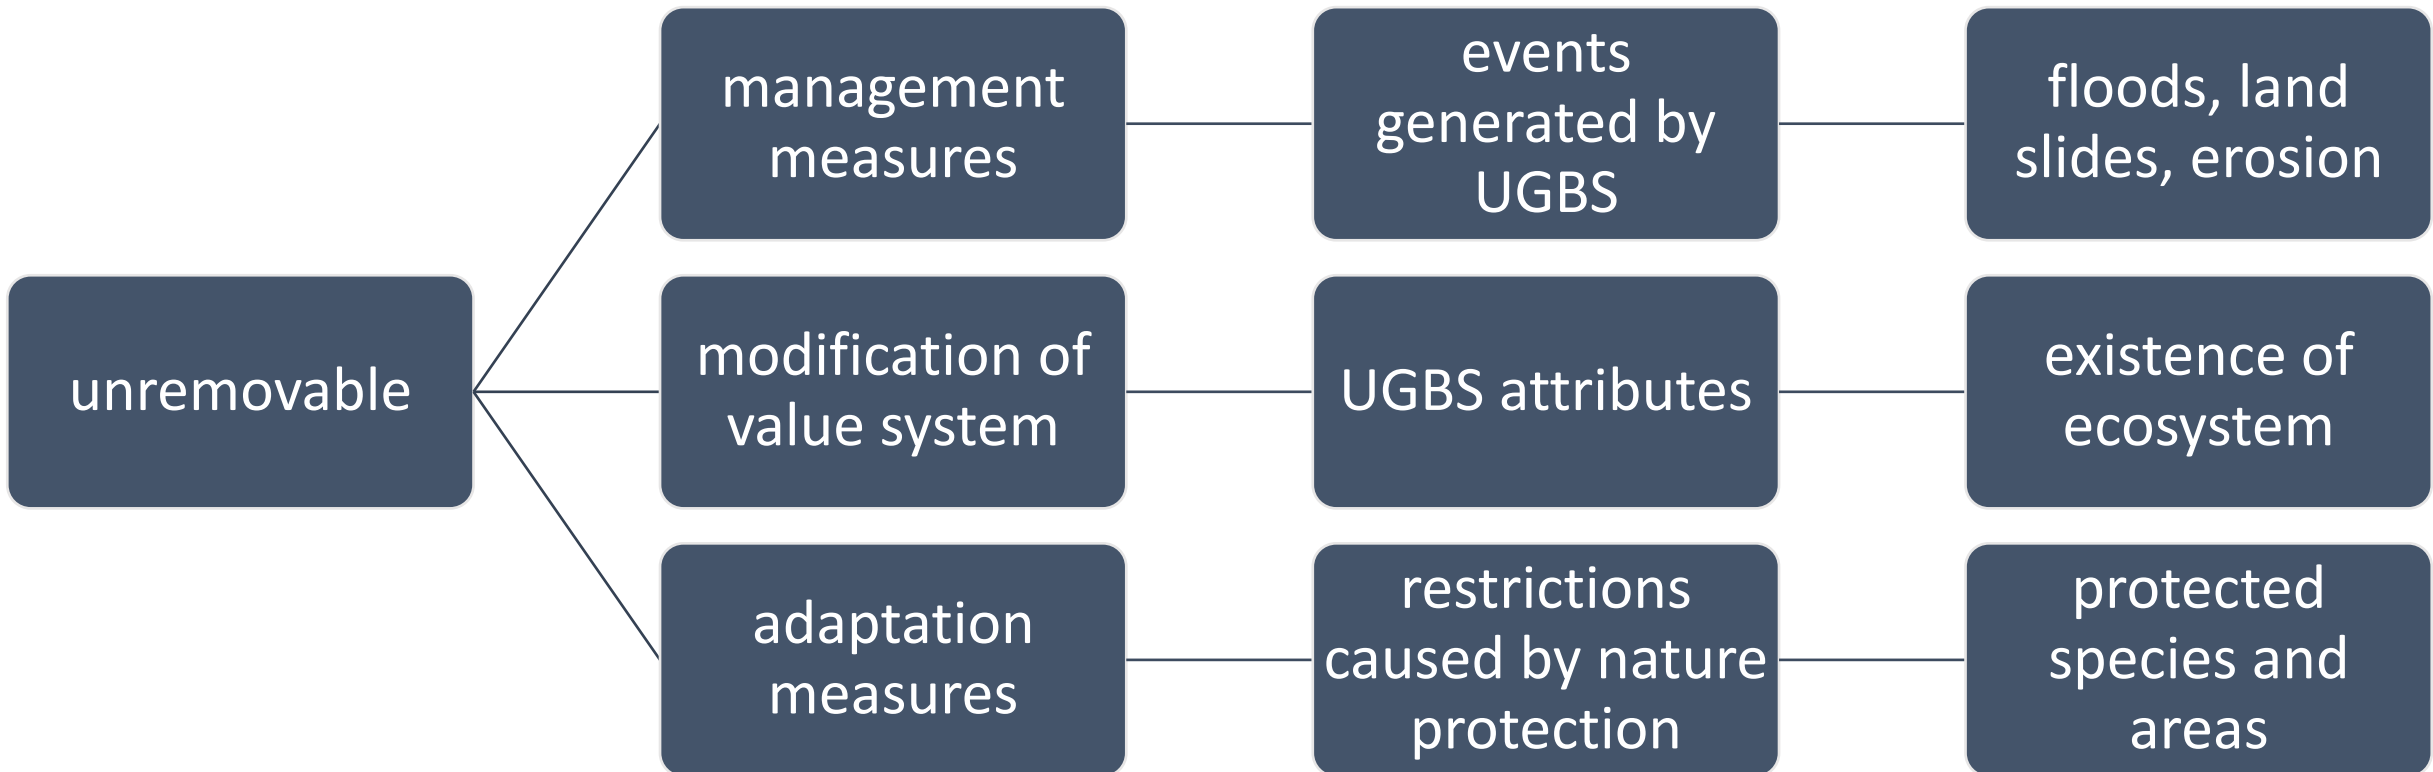 unremovable
management
measures
events
generated by
UGBS
floods, land
slides, erosion
modification of
value system
UGBS attributes
existence of
ecosystem
adaptation
measures
restrictions
caused by nature
protection
protected
species and
areas